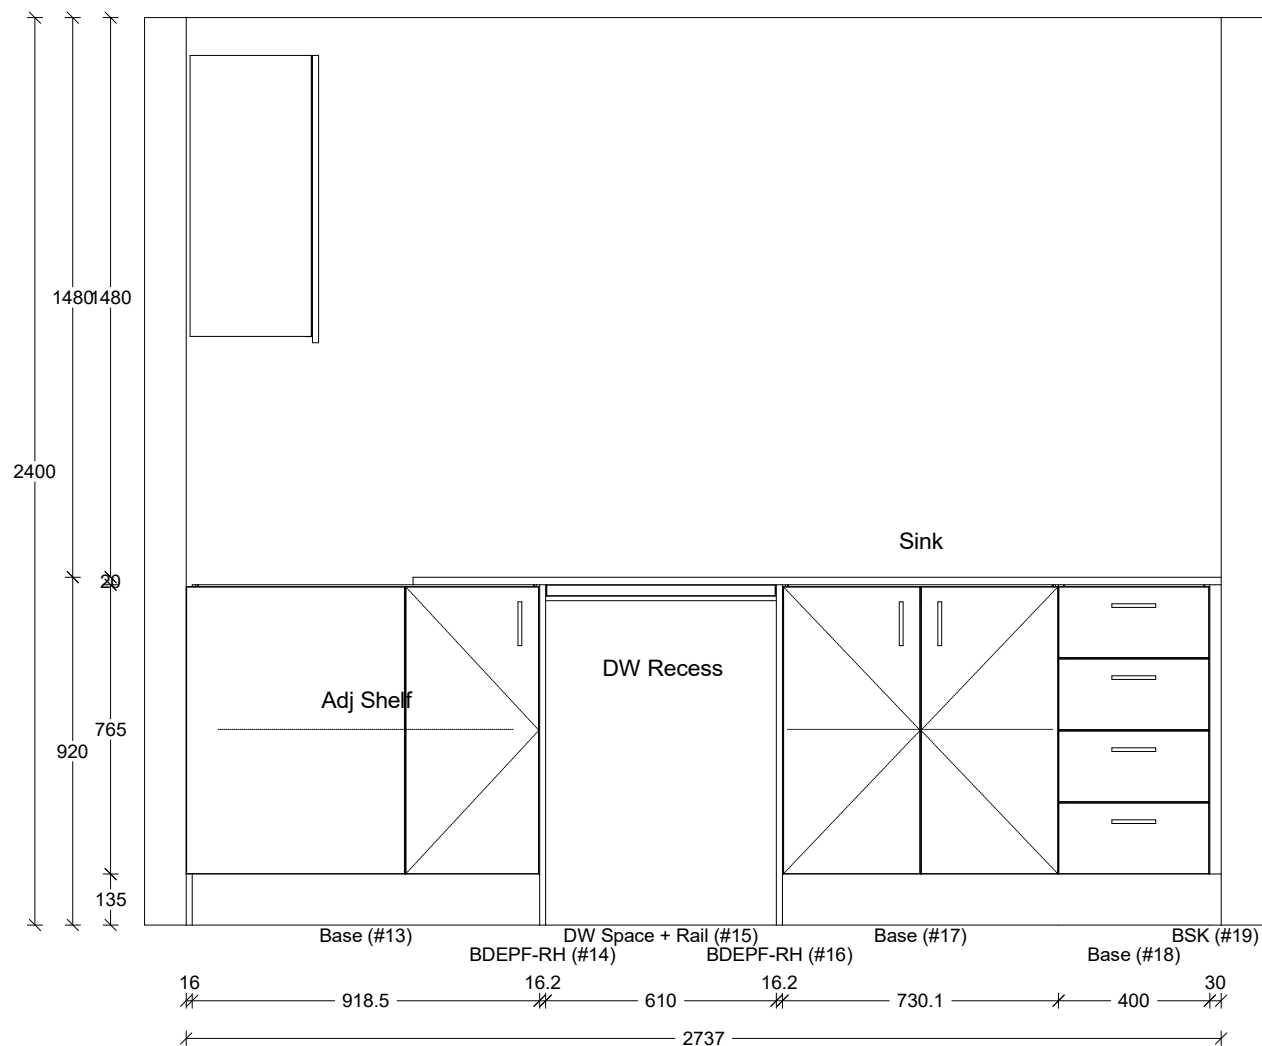 1480
1480
2400
Sink
20
DW Recess
Adj Shelf
765
920
135
Base (#13)
DW Space + Rail (#15)
Base (#17)
BSK (#19)
BDEPF-RH (#14)
BDEPF-RH (#16)
Base (#18)
16
16.2
16.2
30
918.5
610
730.1
400
2737